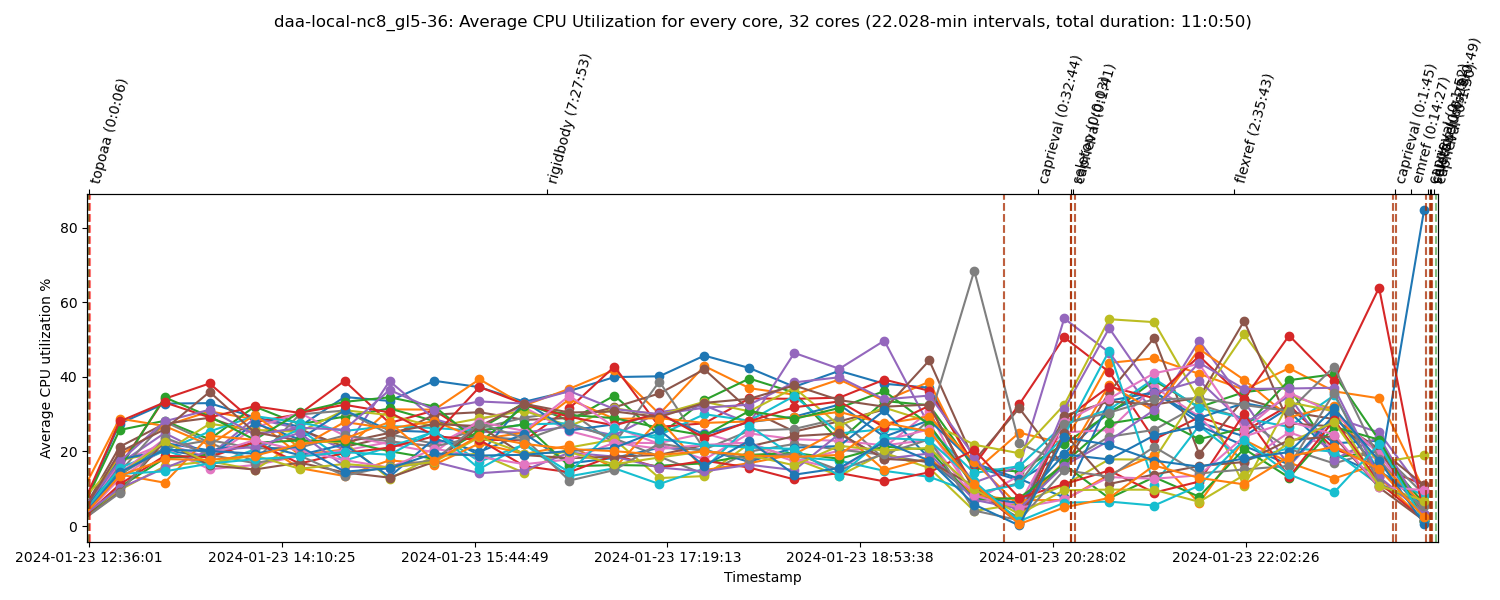 daa-local-nc8_gl5-36: Average CPU Utilization for every core, 32 cores (22.028-min intervals, total duration: 11:0:50)
topoaa (0:0:06)
rigidbody (7:27:53)
caprieval (0:32:44)
flexref (2:35:43)
caprieval (0:1:45)
emref (0:14:27)
Average CPU utilization %
80
60
40
20
0
2024-01-23 12:36:01
2024-01-23 14:10:25
2024-01-23 15:44:49
2024-01-23 17:19:13
2024-01-23 18:53:38
2024-01-23 20:28:02
2024-01-23 22:02:26
Timestamp